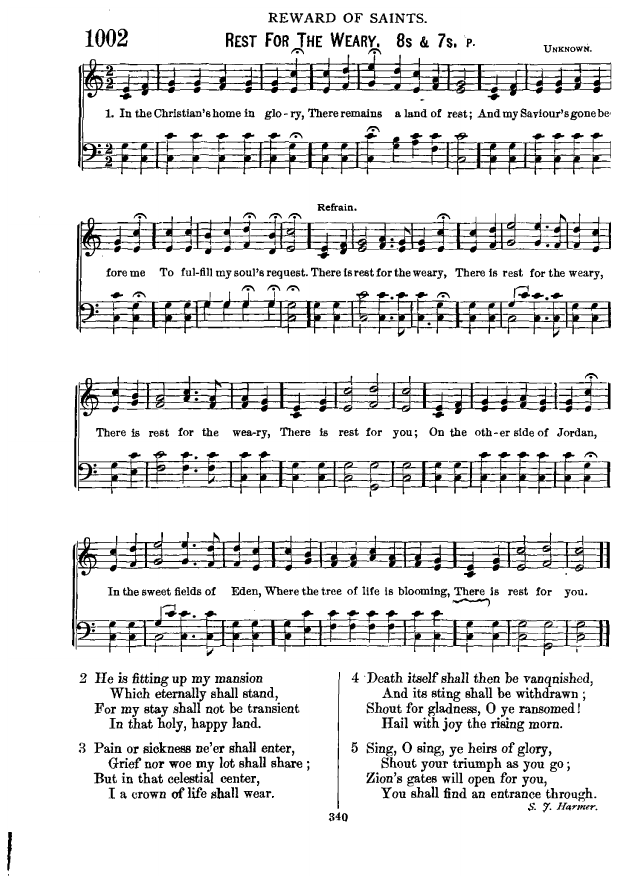 REWARD OF SAINTS.
1002
REST FOR THE WEARY. 8s & 7s. P.
UNKNOWN.
1. In the Christian's home in glo-ry, There remains a land of rest; And my Saviour's gone be-
Refrain.
fore me To ful-fill my soul's request. There is rest for the weary, There is rest for the weary,
There is rest for the wea-ry, There is rest for you; On the oth-er side of Jordan,
In the sweet fields of Eden, Where the tree of life is blooming, There is rest for you.
2 He is fitting up my mansion
Which eternally shall stand,
For my stay shall not be transient
In that holy, happy land.
3 Pain or sickness ne'er shall enter,
Grief nor woe my lot shall share;
But in that celestial center,
I a crown of life shall wear.
4 Death itself shall then be vanquished,
And its sting shall be withdrawn;
Shout for gladness, O ye ransomed!
Hail with joy the rising morn.
5 Sing, O sing, ye heirs of glory,
Shout your triumph as you go;
Zion's gates will open for you,
You shall find an entrance through.
S. J. Harmer.
340